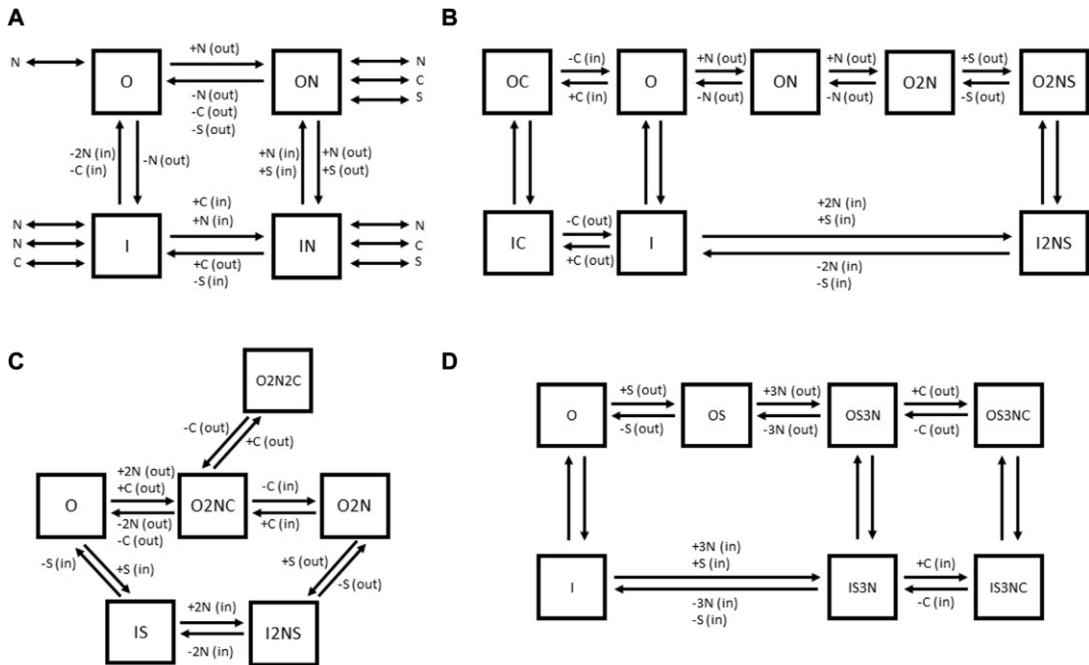 A
N
O
+N (out)
-N (out)
-C (out)
-S (out)
ON
N
C
S
-2N (in)
-C (in)
-N (out)
+N (in)
+S (in)
+N (out)
+S (out)
N
N
C
I
+C (in)
+N (in)
+C (out)
-S (in)
IN
N
C
S
B
OC
-C (in)
+C (in)
O
+N (out)
-N (out)
ON
+N (out)
-N (out)
O2N
+S (out)
-S (out)
O2NS
IC
-C (out)
+C (out)
I
+2N (in)
+S (in)
-2N (in)
-S (in)
I2NS
C
O2N2C
-C (out)
+C (out)
O
+2N (out)
+C (out)
-2N (out)
-C (out)
O2NC
-C (in)
+C (in)
O2N
-S (in)
+S (in)
+S (out)
-S (out)
IS
+2N (in)
-2N (in)
I2NS
D
O
+S (out)
-S (out)
OS
+3N (out)
-3N (out)
OS3N
+C (out)
-C (out)
OS3NC
I
+3N (in)
+S (in)
-3N (in)
-S (in)
IS3N
+C (in)
-C (in)
IS3NC